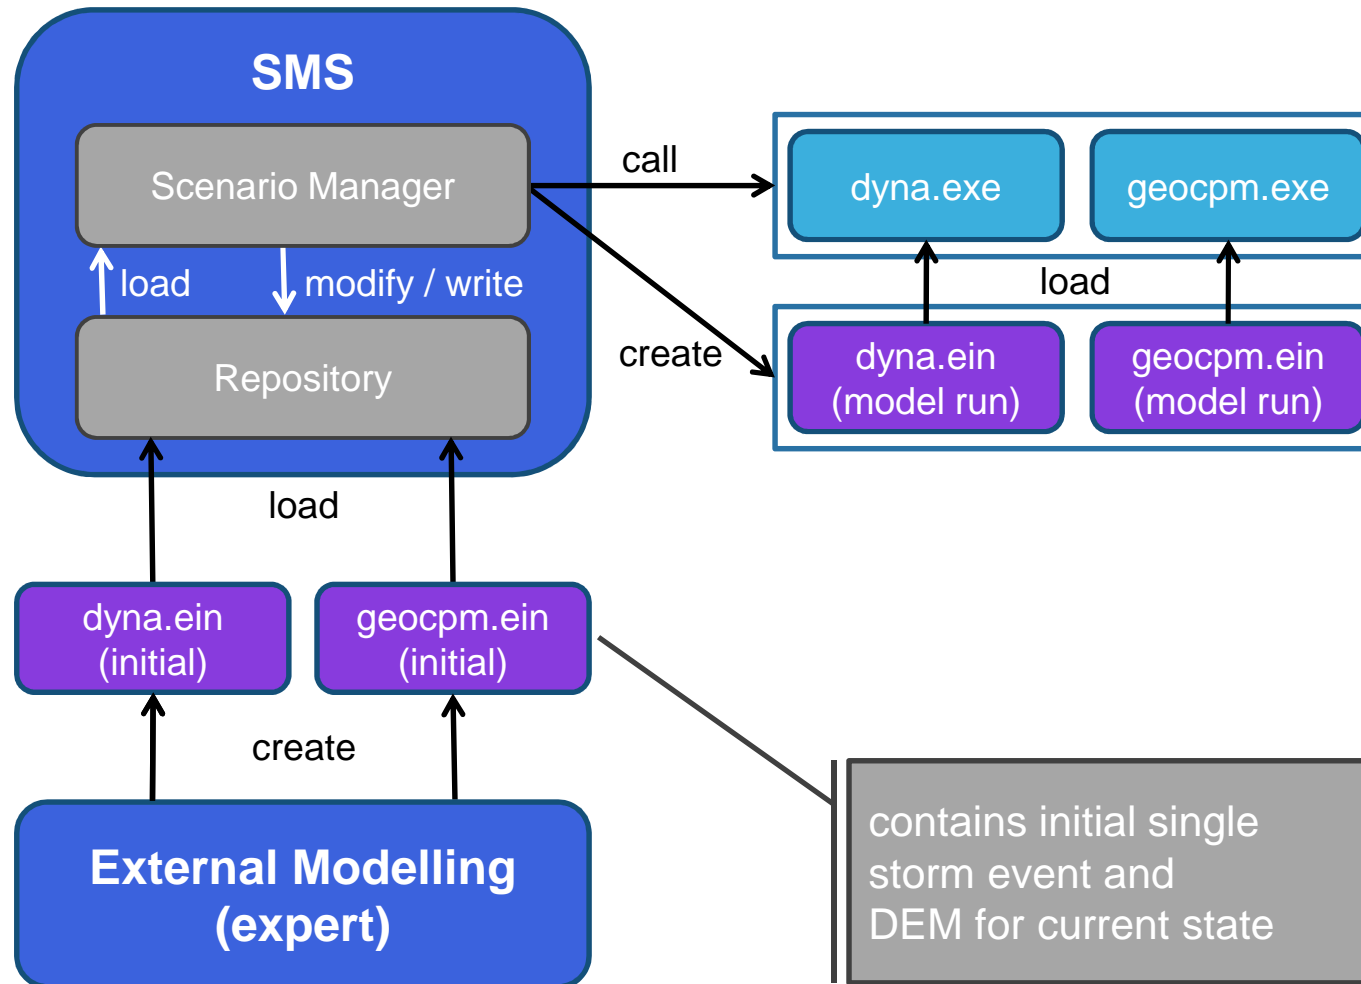 SMS
Scenario Manager
load
modify / write
Repository
call
create
dyna.exe
geocpm.exe
load
dyna.ein
(model run)
geocpm.ein
(model run)
load
dyna.ein
(initial)
geocpm.ein
(initial)
create
External Modelling
(expert)
contains initial single
storm event and
DEM for current state